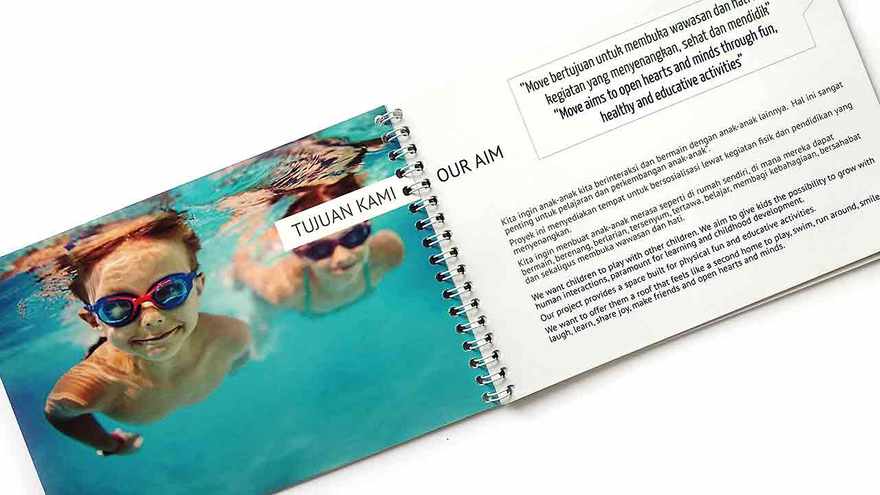 TUJUAN KAMI
OUR AIM
"Move bertujuan untuk membuka wawasan dan hati
kegiatan yang menyenangkan, sehat dan mendidik"
"Move aims to open hearts and minds through fun,
healthy and educative activities"
Kita ingin anak-anak kita berinteraksi dan bermain dengan anak-anak lainnya. Hal ini sangat
penting untuk pelajaran dan perkembangan anak-anak".
Proyek ini menyediakan tempat untuk bersosialisasi lewat kegiatan fisik dan pendidikan yang
menyenangkan.
Kita ingin membuat anak-anak merasa seperti di rumah sendiri, di mana mereka dapat
bermain, berenang, berlarian, tersenyum, tertawa, belajar, membagi kebahagiaan, bersahabat
dan sekaligus membuka wawasan dan hati.
We want children to play with other children. We aim to give kids the possibility to grow with
human interactions, paramount for learning and childhood development.
Our project provides a space built for physical fun and educative activities.
We want to offer them a roof that feels like a second home to play, swim, run around, smile,
laugh, learn, share joy, make friends and open hearts and minds.